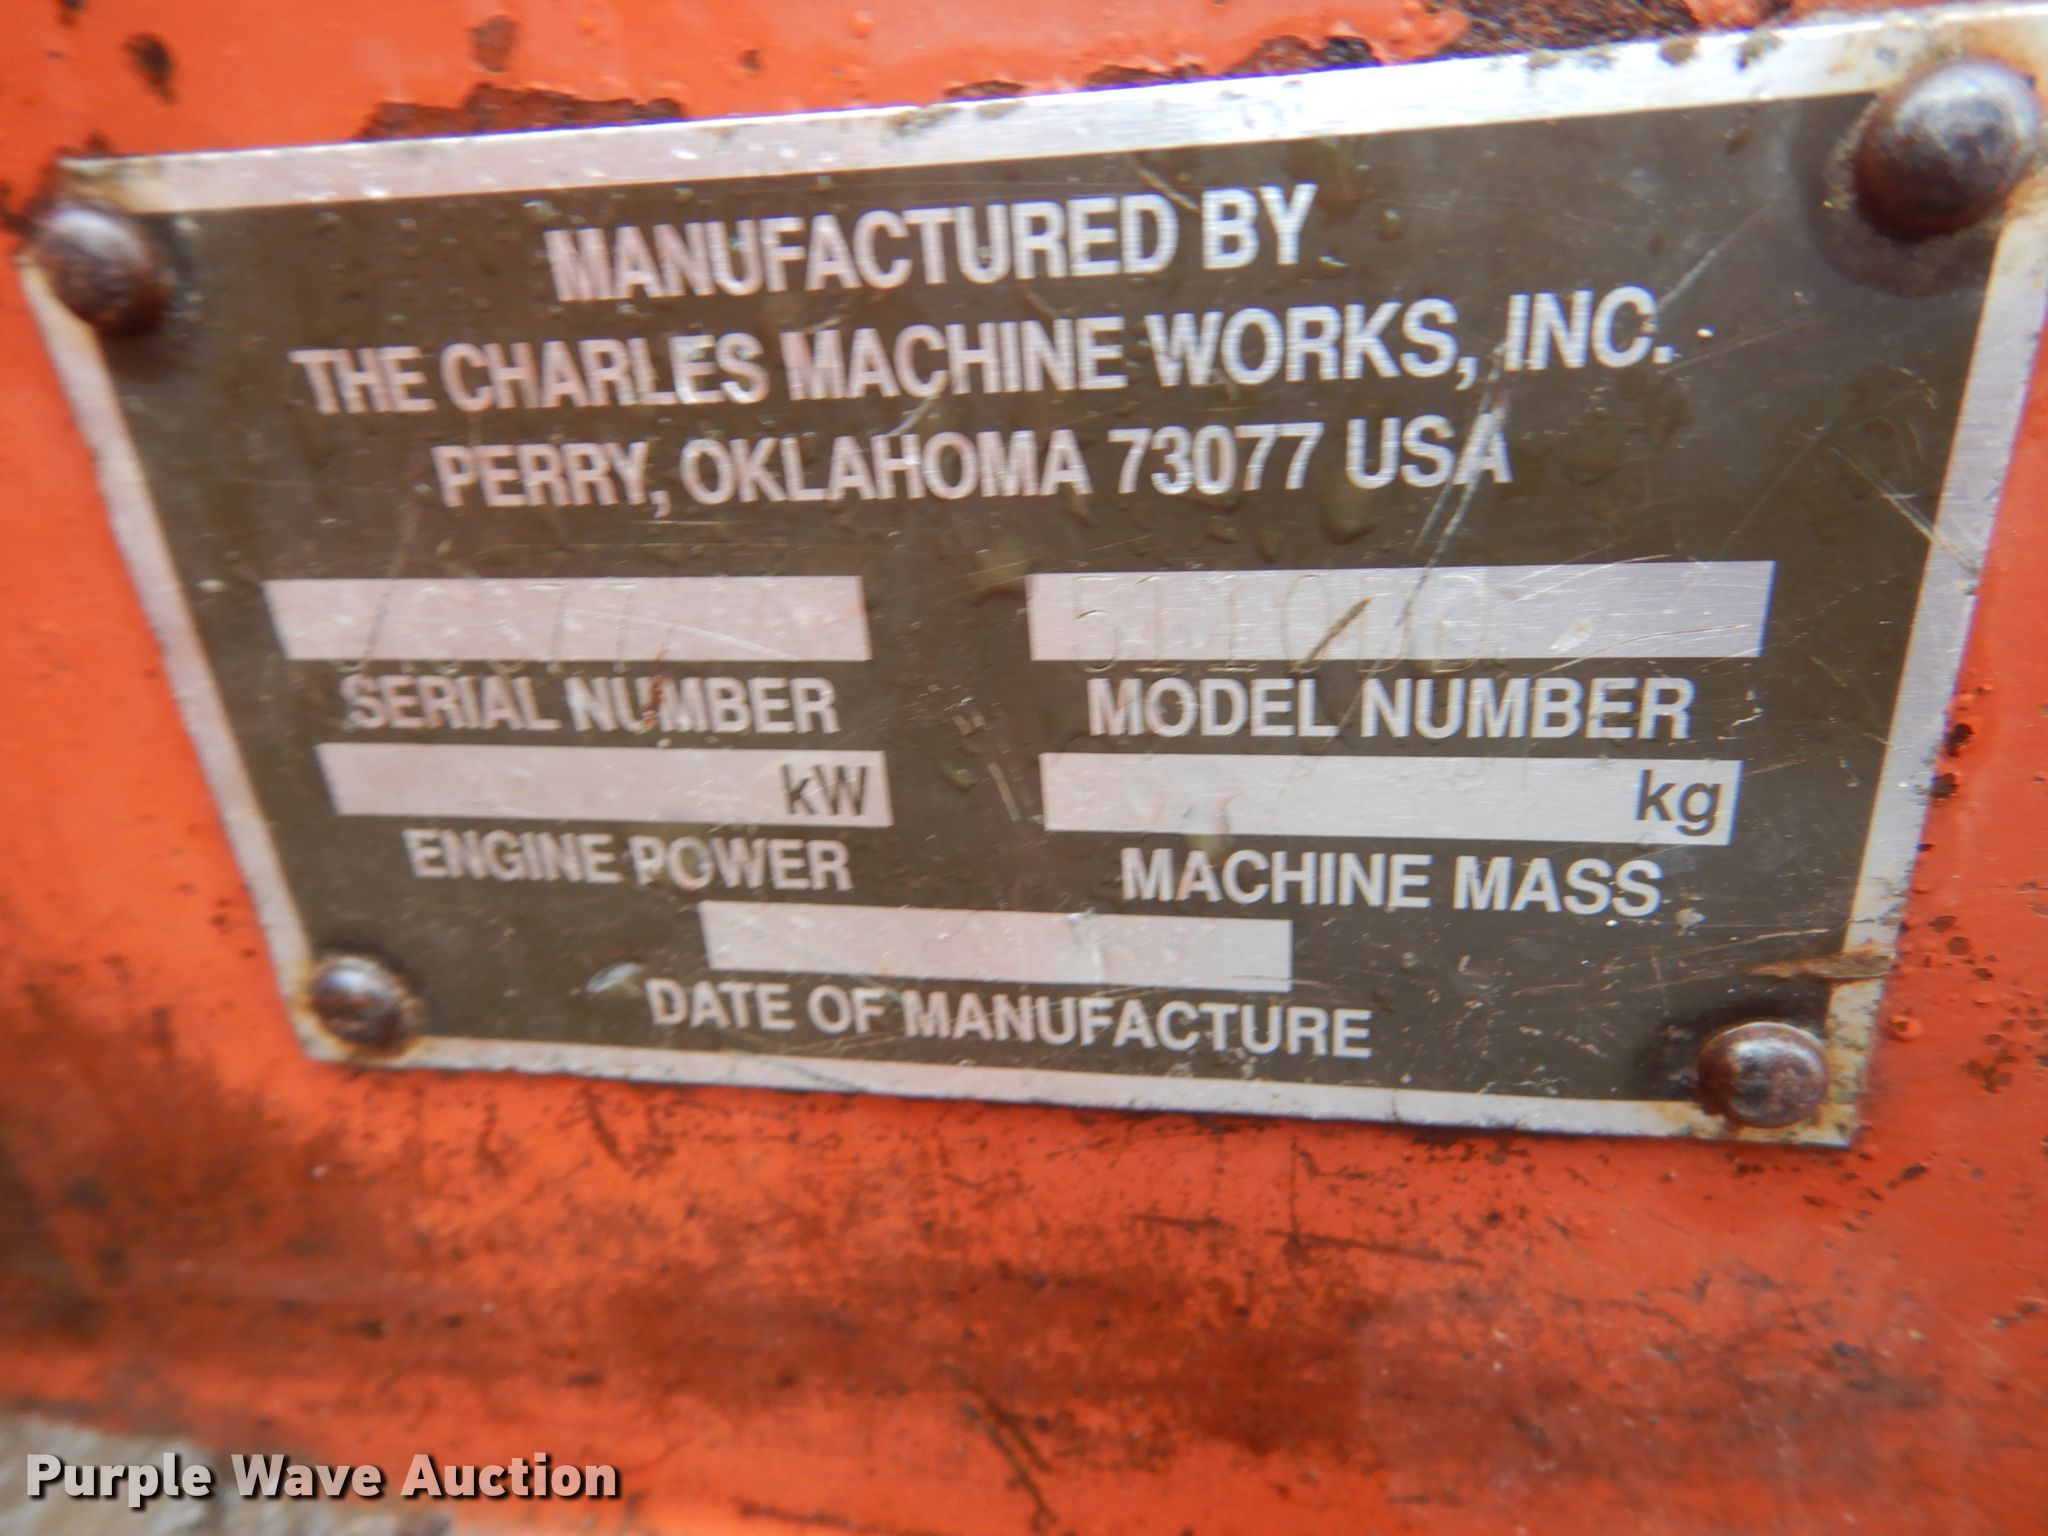 MANUFACTURED BY
THE CHARLES MACHINE WORKS, INC.
PERRY, OKLAHOMA 73077 USA
5110DD
SERIAL NUMBER MODEL NUMBER
kW kg
ENGINE POWER MACHINE MASS
DATE OF MANUFACTURE
Purple Wave Auction